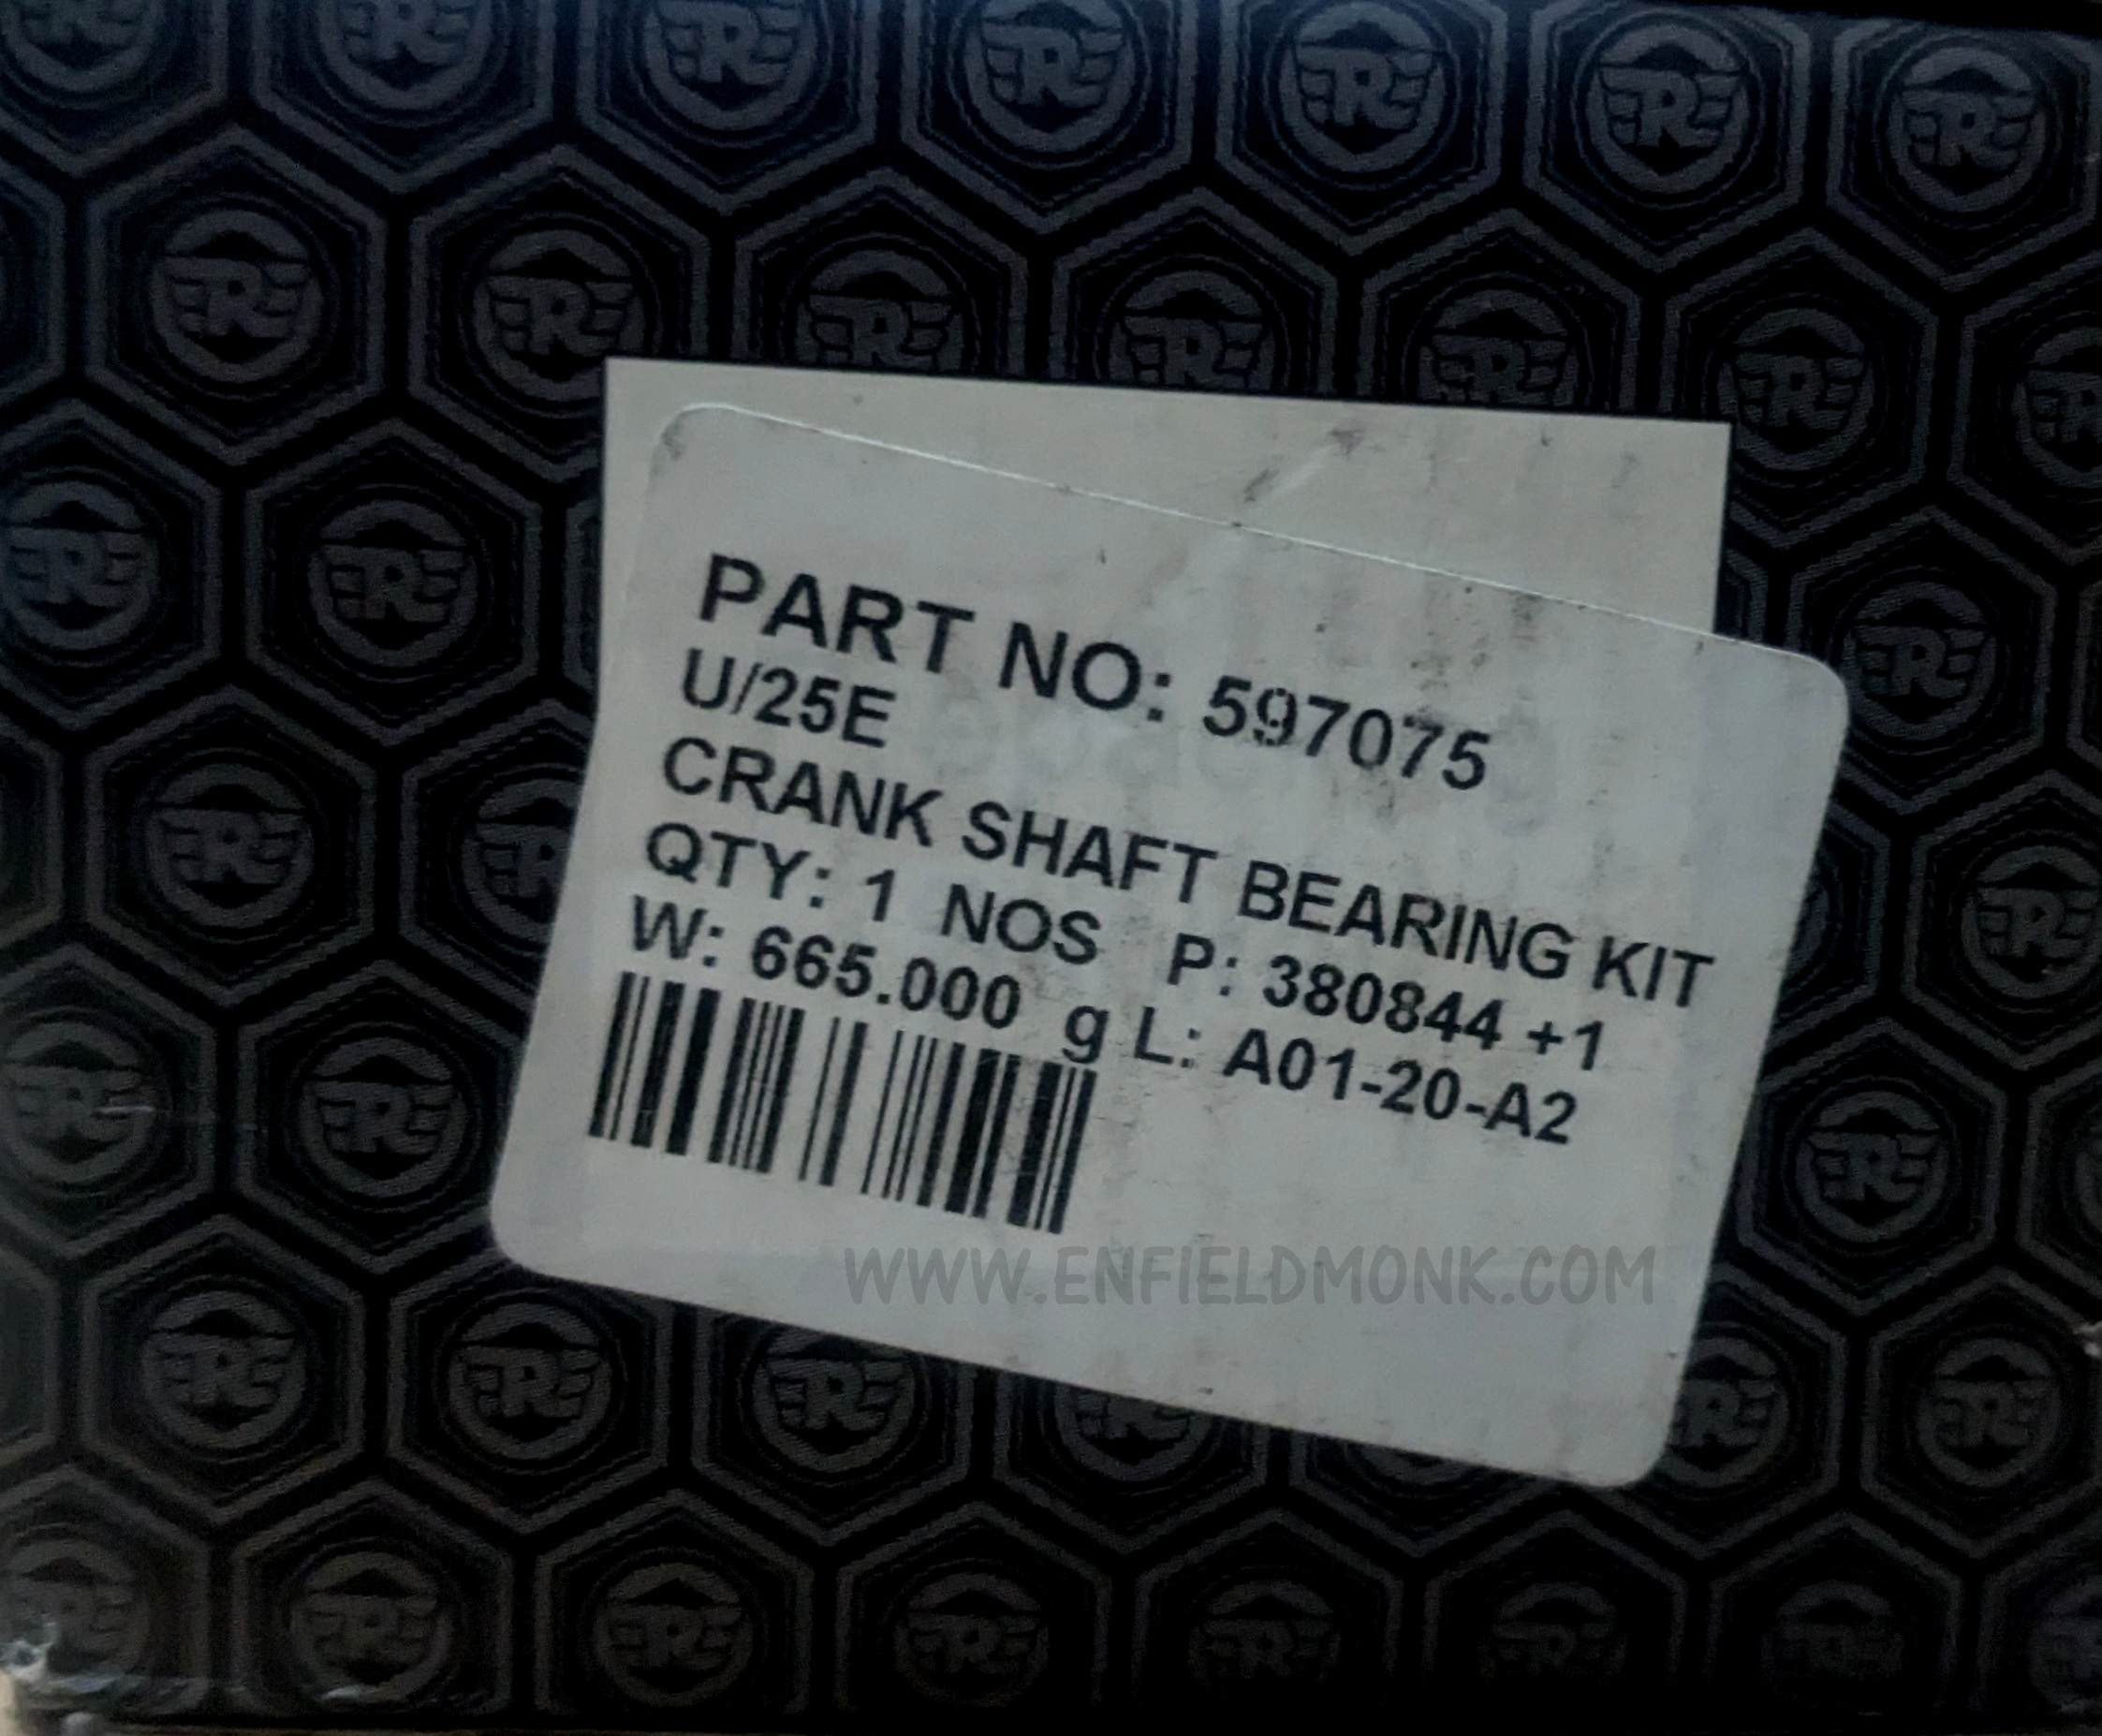 PART NO: 597075
U/25E
CRANK SHAFT BEARING KIT
QTY: 1 NOS P: 380844 +1
W: 665.000 g L: A01-20-A2
WWW.ENFIELDMONK.COM